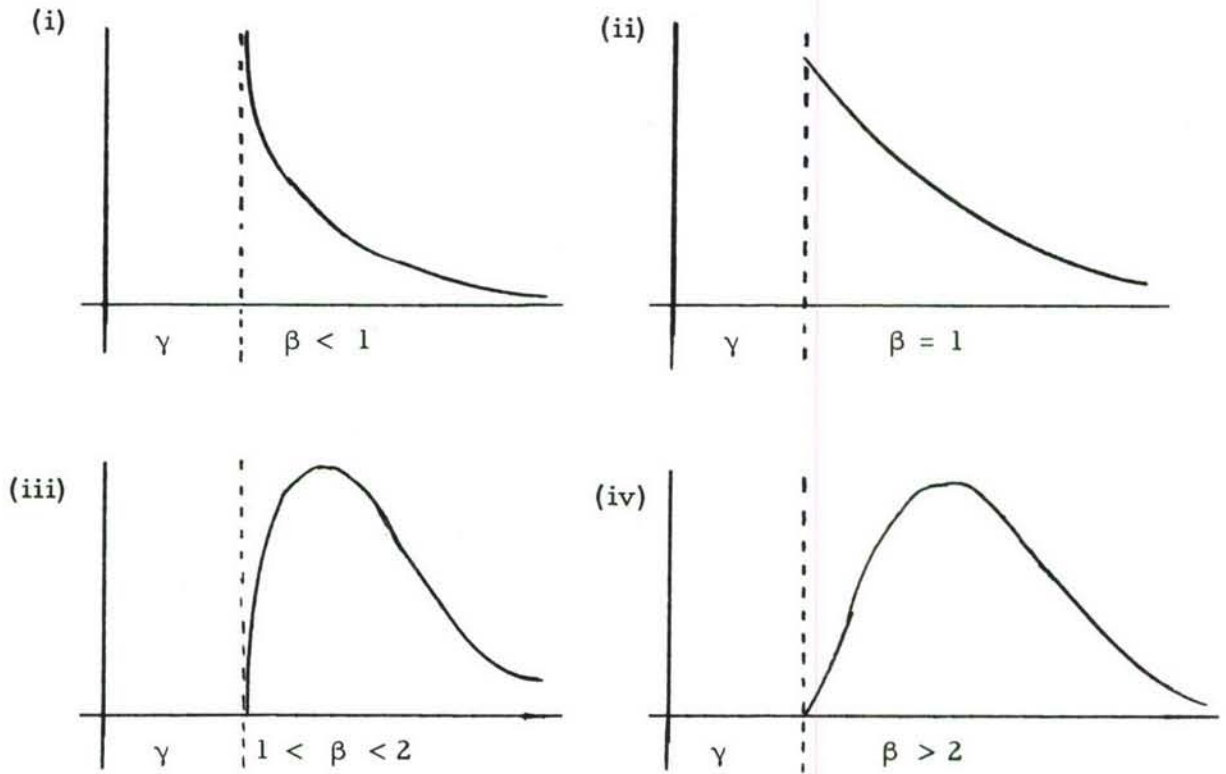 (i)
(ii)
γ β < 1
γ β = 1
(iii)
(iv)
γ 1 < β < 2
γ β > 2